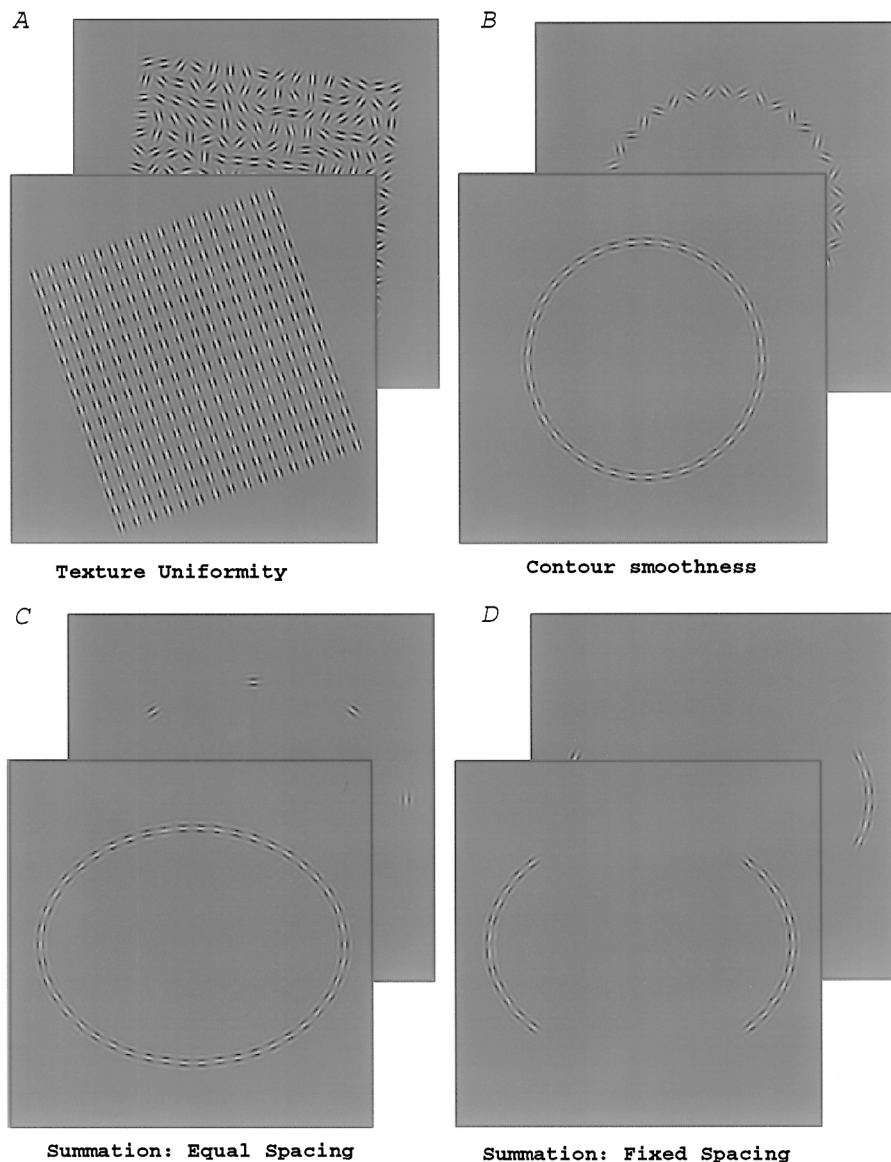 A
B
Texture Uniformity
Contour smoothness
C
D
Summation: Equal Spacing
Summation: Fixed Spacing